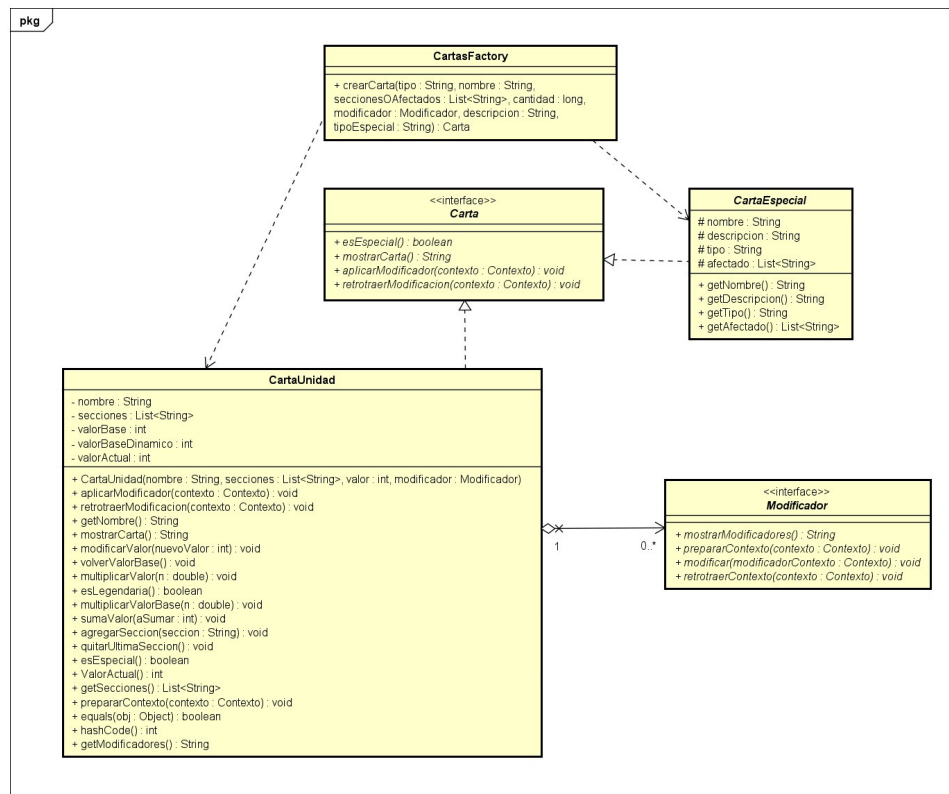 pkg
CartasFactory
+ crearCarta(tipo : String, nombre : String,
seccionesOAfectados : List<String>, cantidad : long,
modificador : Modificador, descripcion : String,
tipoEspecial : String) : Carta
<<interface>>
Carta
+ esEspecial() : boolean
+ mostrarCarta() : String
+ aplicarModificador(contexto : Contexto) : void
+ retrotraerModificacion(contexto : Contexto) : void
CartaEspecial
# nombre : String
# descripcion : String
# tipo : String
# afectado : List<String>
+ getNombre() : String
+ getDescripcion() : String
+ getTipo() : String
+ getAfectado() : List<String>
CartaUnidad
- nombre : String
- secciones : List<String>
- valorBase : int
- valorBaseDinamico : int
- valorActual : int
+ CartaUnidad(nombre : String, secciones : List<String>, valor : int, modificador : Modificador)
+ aplicarModificador(contexto : Contexto) : void
+ retrotraerModificacion(contexto : Contexto) : void
+ getNombre() : String
+ mostrarCarta() : String
+ modificarValor(nuevoValor : int) : void
+ volverValorBase() : void
+ multiplicarValor(n : double) : void
+ esLegendaria() : boolean
+ multiplicarValorBase(n : double) : void
+ sumaValor(aSumar : int) : void
+ agregarSeccion(seccion : String) : void
+ quitarUltimaSeccion() : void
+ esEspecial() : boolean
+ ValorActual() : int
+ getSecciones() : List<String>
+ prepararContexto(contexto : Contexto) : void
+ equals(obj : Object) : boolean
+ hashCode() : int
+ getModificadores() : String
1
0..*
<<interface>>
Modificador
+ mostrarModificadores() : String
+ prepararContexto(contexto : Contexto) : void
+ modificar(modificadorContexto : Contexto) : void
+ retrotraerContexto(contexto : Contexto) : void